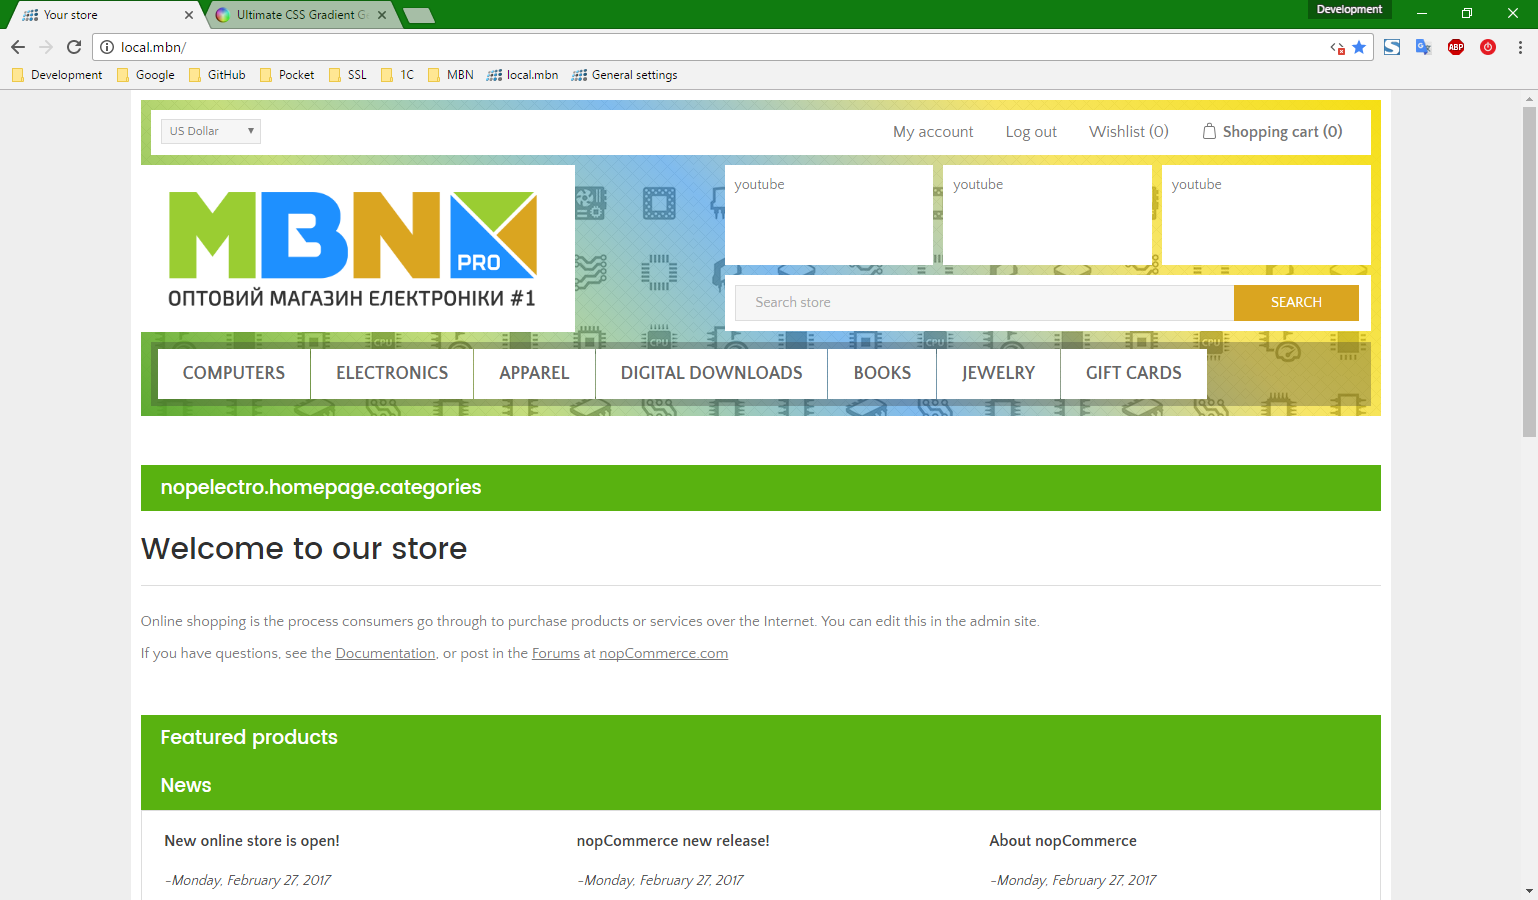 Your store
Ultimate CSS Gradient G
Development
local.mbn/
Development Google GitHub Pocket SSL 1C MBN local.mbn General settings
US Dollar
My account Log out Wishlist (0) Shopping cart (0)
youtube youtube youtube
MBN
PRO
ОПТОВИЙ МАГАЗИН ЕЛЕКТРОНІКИ #1
Search store SEARCH
COMPUTERS ELECTRONICS APPAREL DIGITAL DOWNLOADS BOOKS JEWELRY GIFT CARDS
nopelectro.homepage.categories
Welcome to our store
Online shopping is the process consumers go through to purchase products or services over the Internet. You can edit this in the admin site.
If you have questions, see the Documentation, or post in the Forums at nopCommerce.com
Featured products
News
New online store is open! nopCommerce new release! About nopCommerce
-Monday, February 27, 2017 -Monday, February 27, 2017 -Monday, February 27, 2017